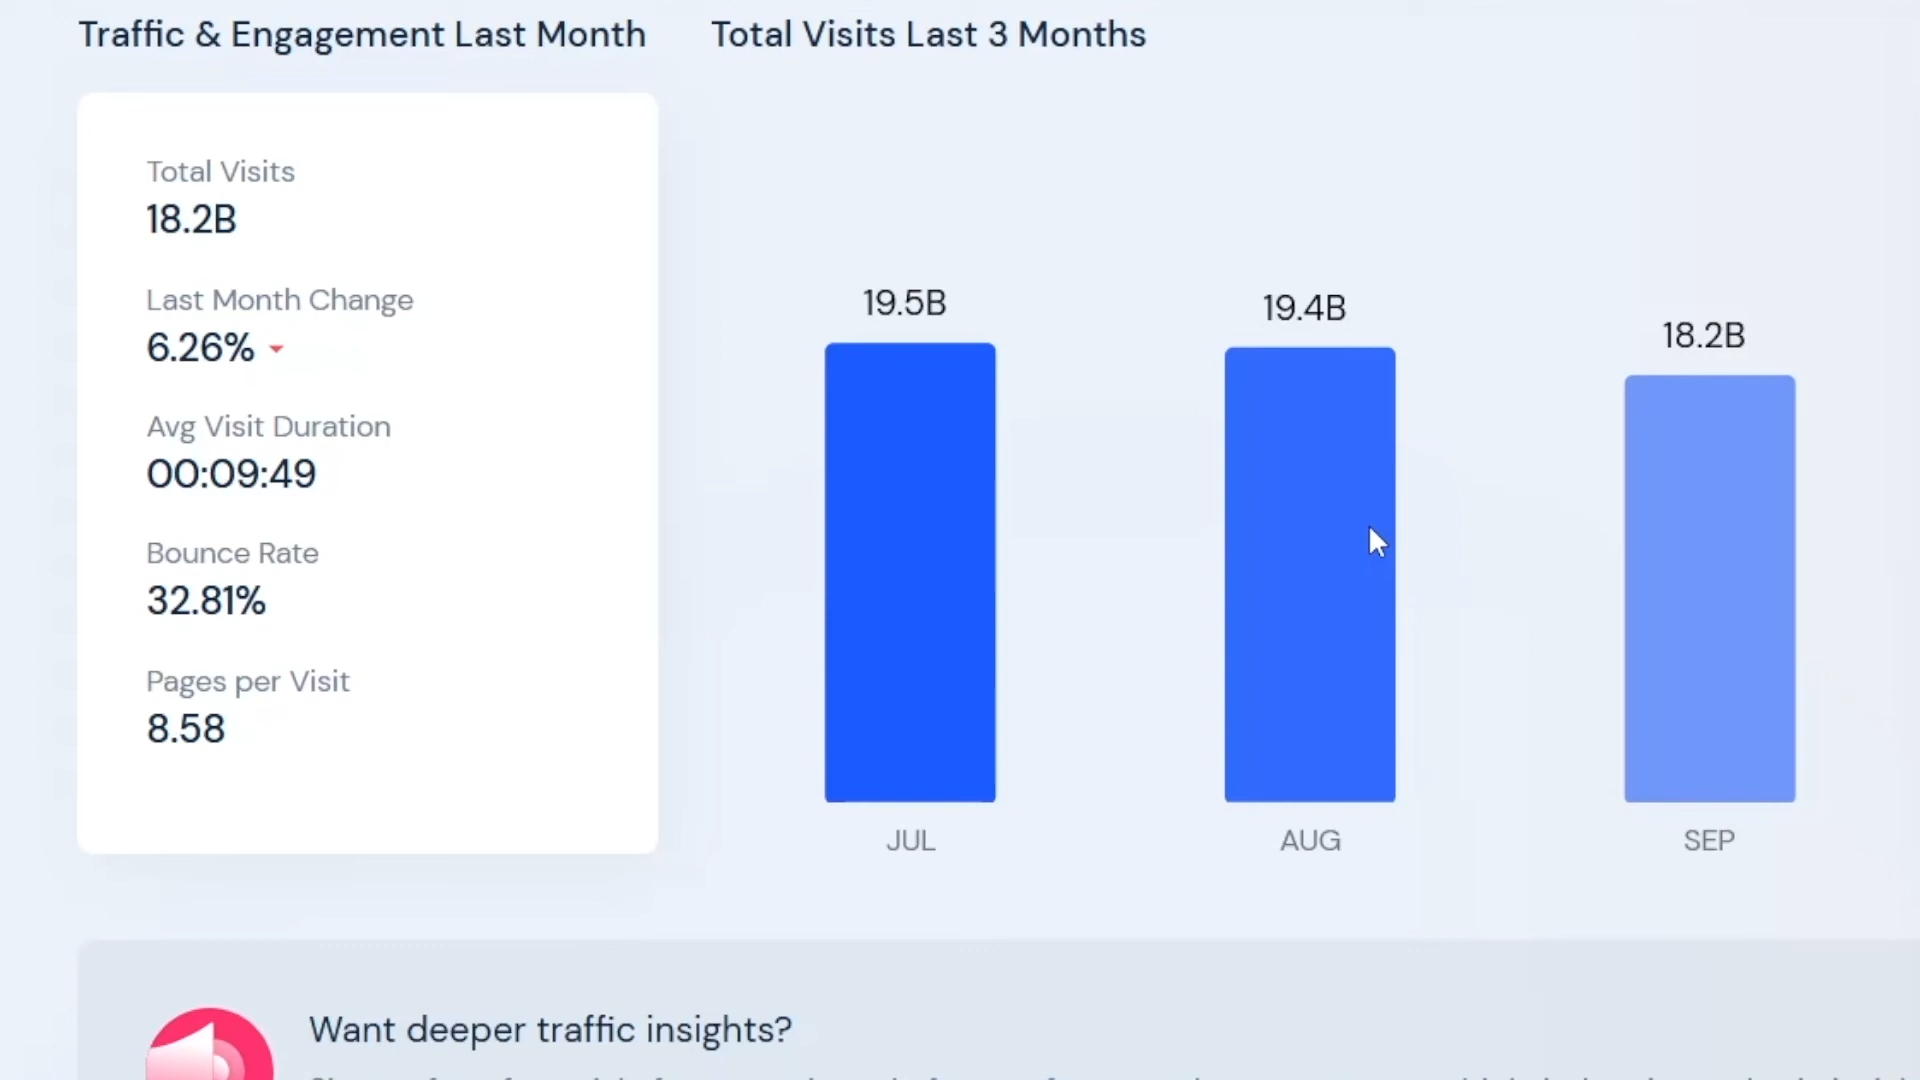 Traffic & Engagement Last Month
Total Visits Last 3 Months
Total Visits
18.2B
Last Month Change
6.26%
Avg Visit Duration
00:09:49
Bounce Rate
32.81%
Pages per Visit
8.58
19.5B
19.4B
18.2B
JUL
AUG
SEP
Want deeper traffic insights?